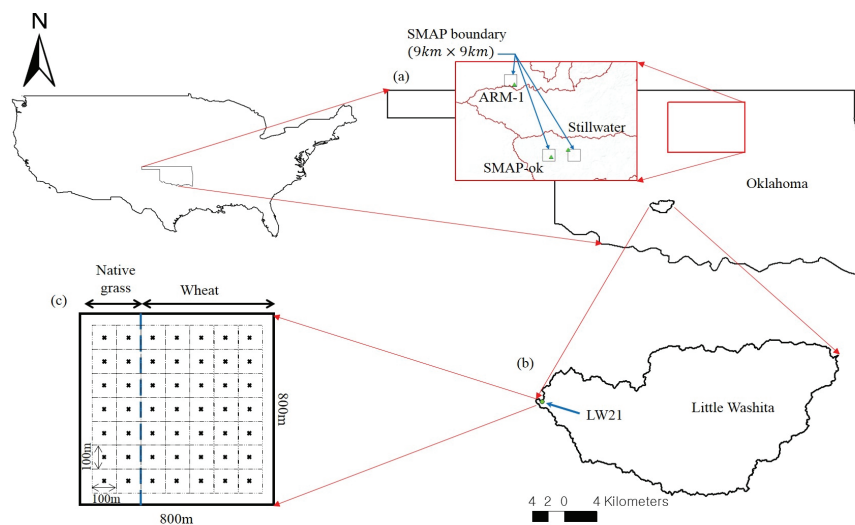 N
SMAP boundary
(9km × 9km)
(a)
ARM-1
Stillwater
SMAP-ok
Oklahoma
Native
grass
Wheat
(c)
800m
100m
100m
800m
(b)
Little Washita
LW21
4 2 0 4 Kilometers